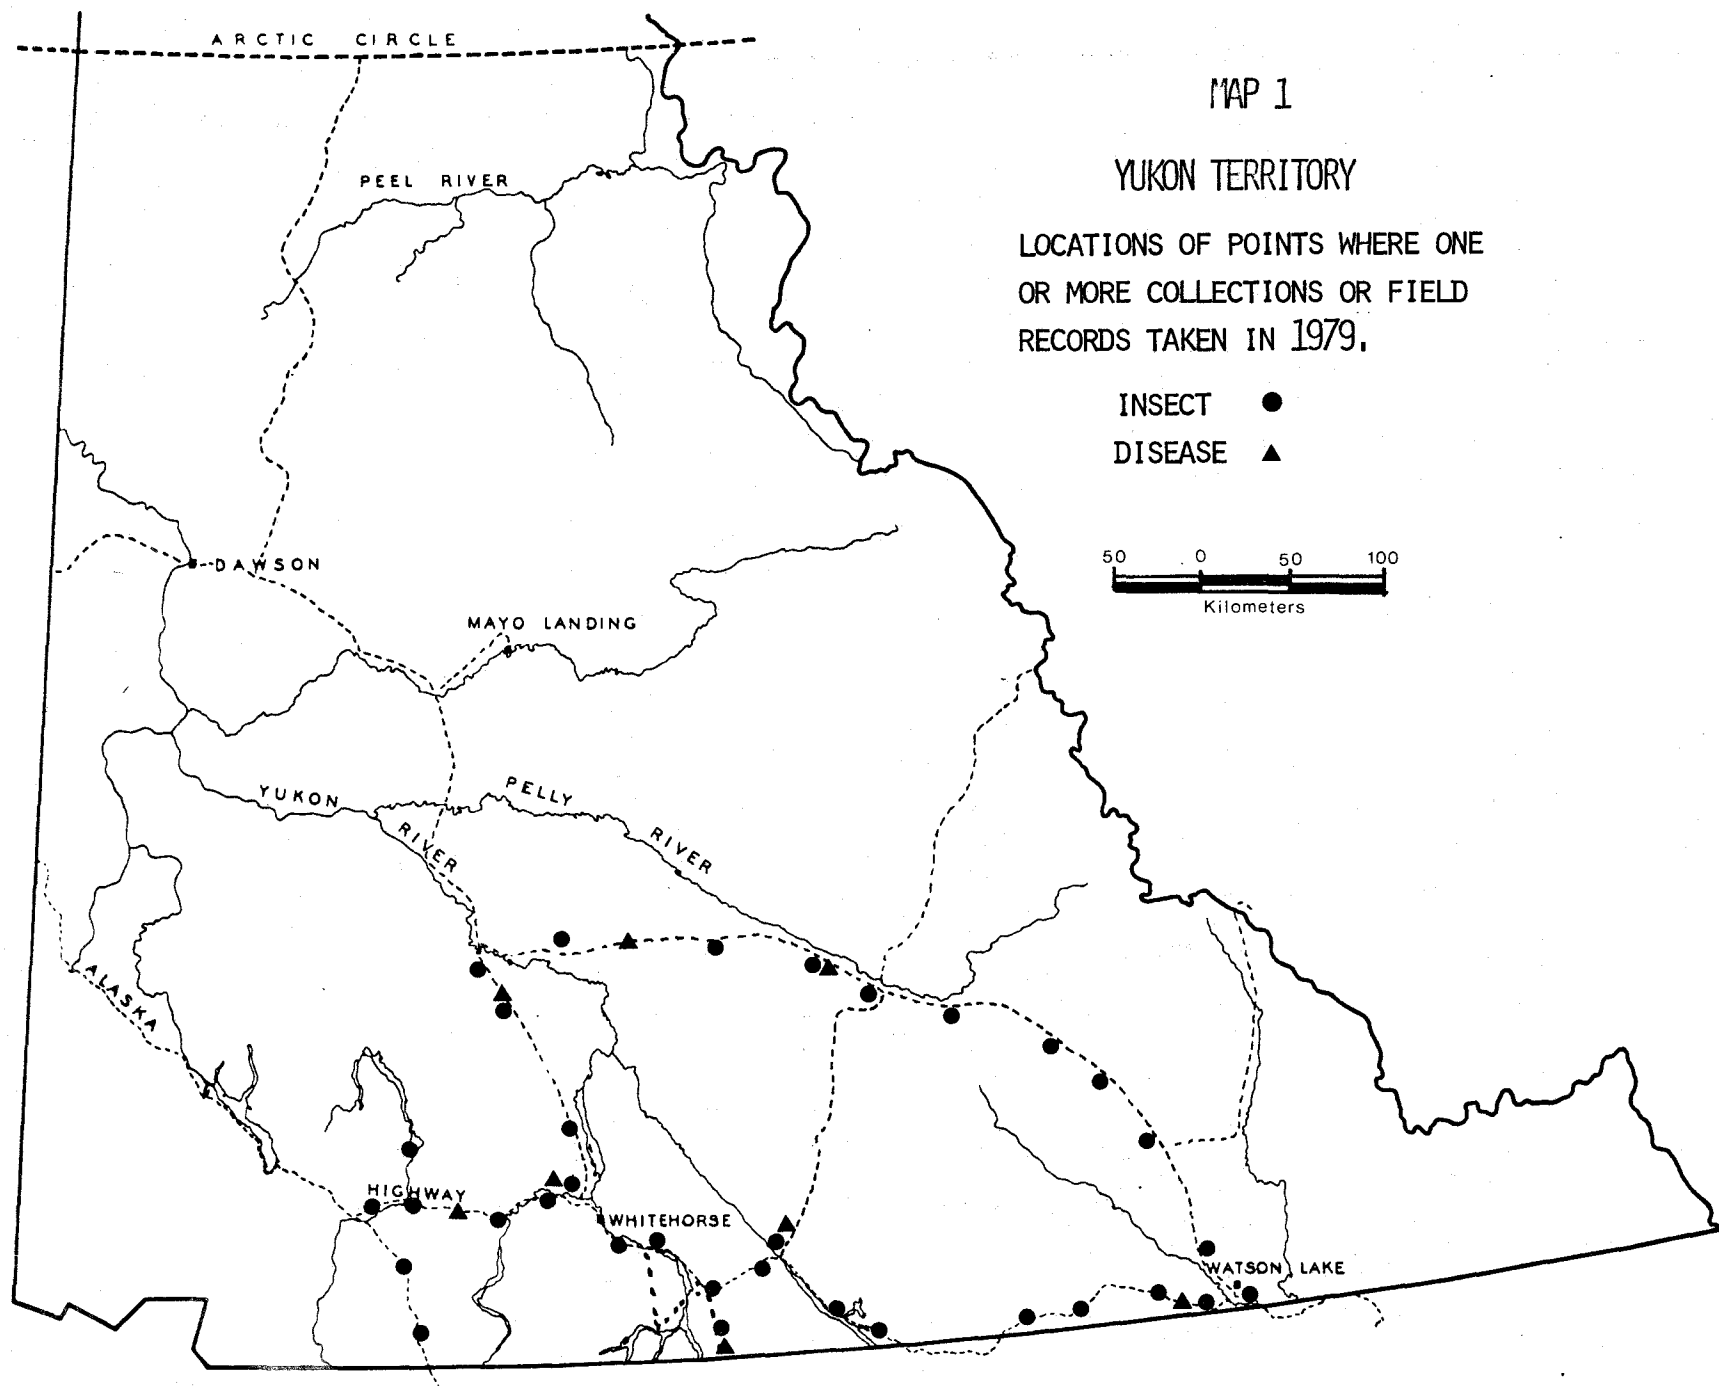 ARCTIC CIRCLE
MAP 1
YUKON TERRITORY
PEEL RIVER
LOCATIONS OF POINTS WHERE ONE
OR MORE COLLECTIONS OR FIELD
RECORDS TAKEN IN 1979.
INSECT
DISEASE
50 0 50 100
Kilometers
DAWSON
MAYO LANDING
YUKON RIVER
PELLY RIVER
ALASKA HIGHWAY
WHITEHORSE
WATSON LAKE